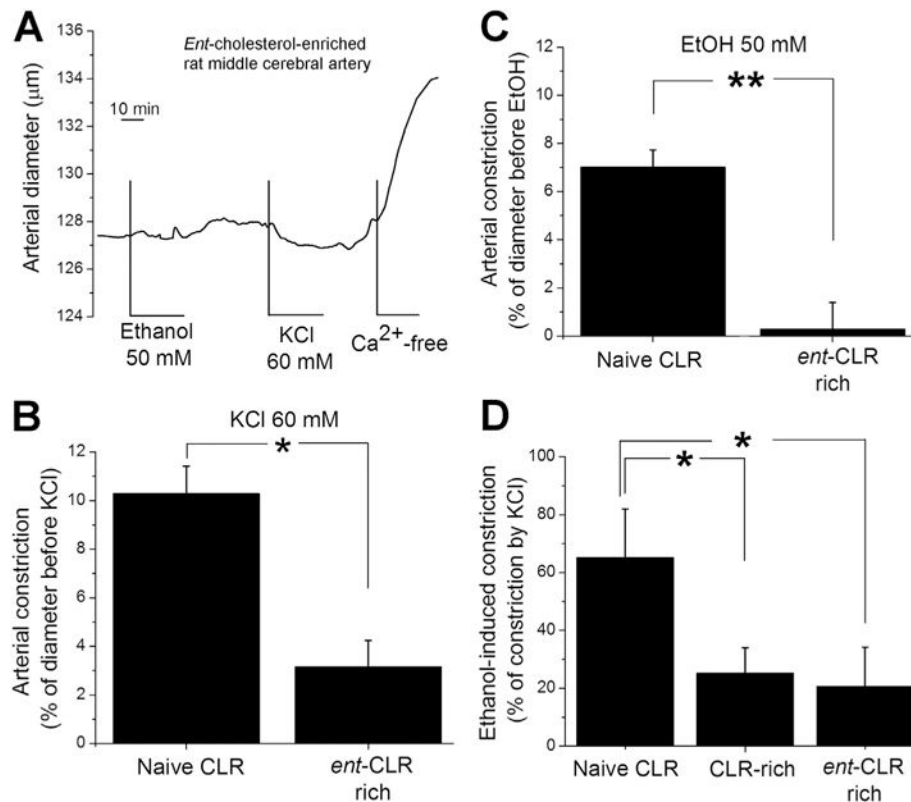 A
Ent-cholesterol-enriched
rat middle cerebral artery
Arterial diameter (μm)
136
134
132
130
128
126
124
10 min
Ethanol
50 mM
KCl
60 mM
Ca2+-free
C
EtOH 50 mM
Arterial constriction
(% of diameter before EtOH)
12
10
8
6
4
2
0
**
Naive CLR
ent-CLR
rich
B
KCl 60 mM
Arterial constriction
(% of diameter before KCl)
12
10
8
6
4
2
0
*
Naive CLR
ent-CLR
rich
D
Ethanol-induced constriction
(% of constriction by KCl)
100
80
60
40
20
0
*
*
Naive CLR
CLR-rich
ent-CLR
rich